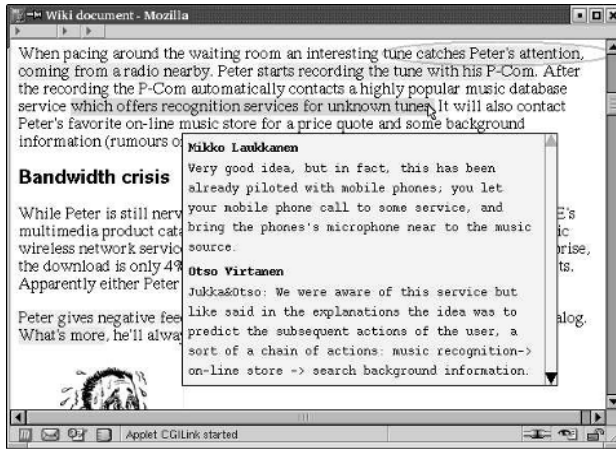 Wiki document - Mozilla
When pacing around the waiting room an interesting tune catches Peter's attention,
coming from a radio nearby. Peter starts recording the tune with his P-Com. After
the recording the P-Com automatically contacts a highly popular music database
service which offers recognition services for unknown tunes. It will also contact
Peter's favorite on-line music store for a price quote and some background
information (rumours o
Mikko Laukkanen
Very good idea, but in fact, this has been
already piloted with mobile phones; you let
your mobile phone call to some service, and
bring the phones's microphone near to the music
source.
Otso Virtanen
Jukka&Otso: We were aware of this service but
like said in the explanations the idea was to
predict the subsequent actions of the user, a
sort of a chain of actions: music recognition->
on-line store -> search background information.
Bandwidth crisis
While Peter is still nerv E's
multimedia product cata ic
wireless network servic prise,
the download is only 4% ts.
Apparently either Peter
Peter gives negative fee alog.
What's more, he'll alway
Applet CGILink started